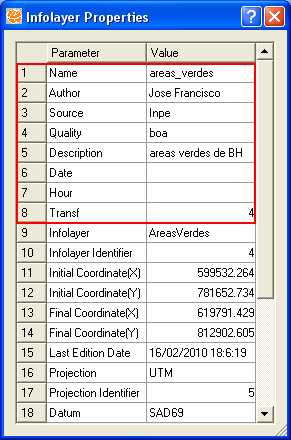 Infolayer Properties
Parameter Value
1 Name areas_verdes
2 Author Jose Francisco
3 Source Inpe
4 Quality boa
5 Description areas verdes de BH
6 Date
7 Hour
8 Transf 4
9 Infolayer AreasVerdes
10 Infolayer Identifier 4
11 Initial Coordinate(X) 599532.264
12 Initial Coordinate(Y) 781652.734
13 Final Coordinate(X) 619791.429
14 Final Coordinate(Y) 812902.605
15 Last Edition Date 16/02/2010 18:6:19
16 Projection UTM
17 Projection Identifier 5
18 Datum SAD69